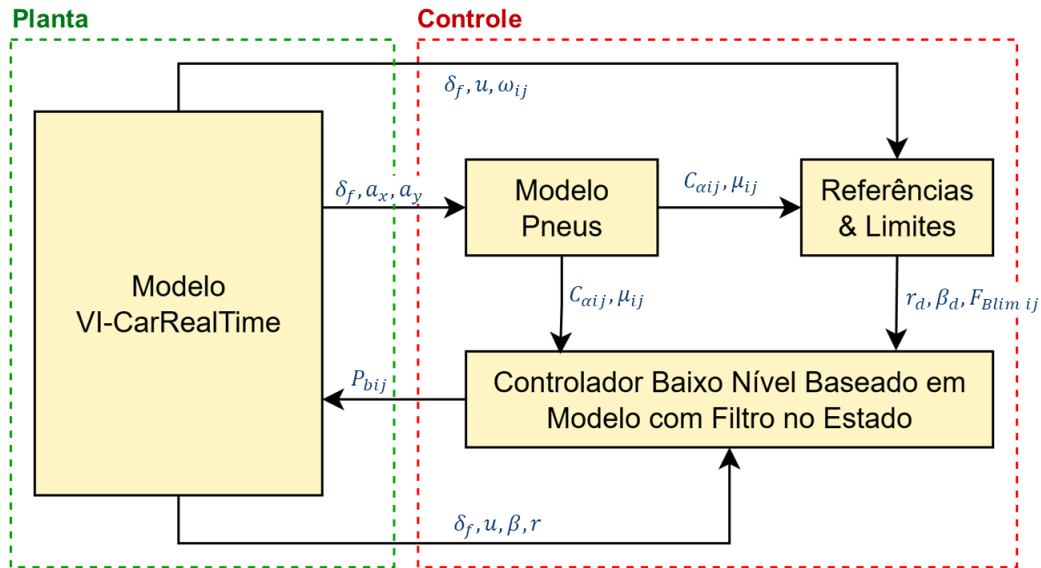 Planta
Controle
δ_f, u, ω_ij
Modelo
VI-CarRealTime
δ_f, a_x, a_y
Modelo
Pneus
C_αij, μ_ij
Referências
& Limites
C_αij, μ_ij
r_d, β_d, F_Blim ij
P_bij
Controlador Baixo Nível Baseado em
Modelo com Filtro no Estado
δ_f, u, β, r